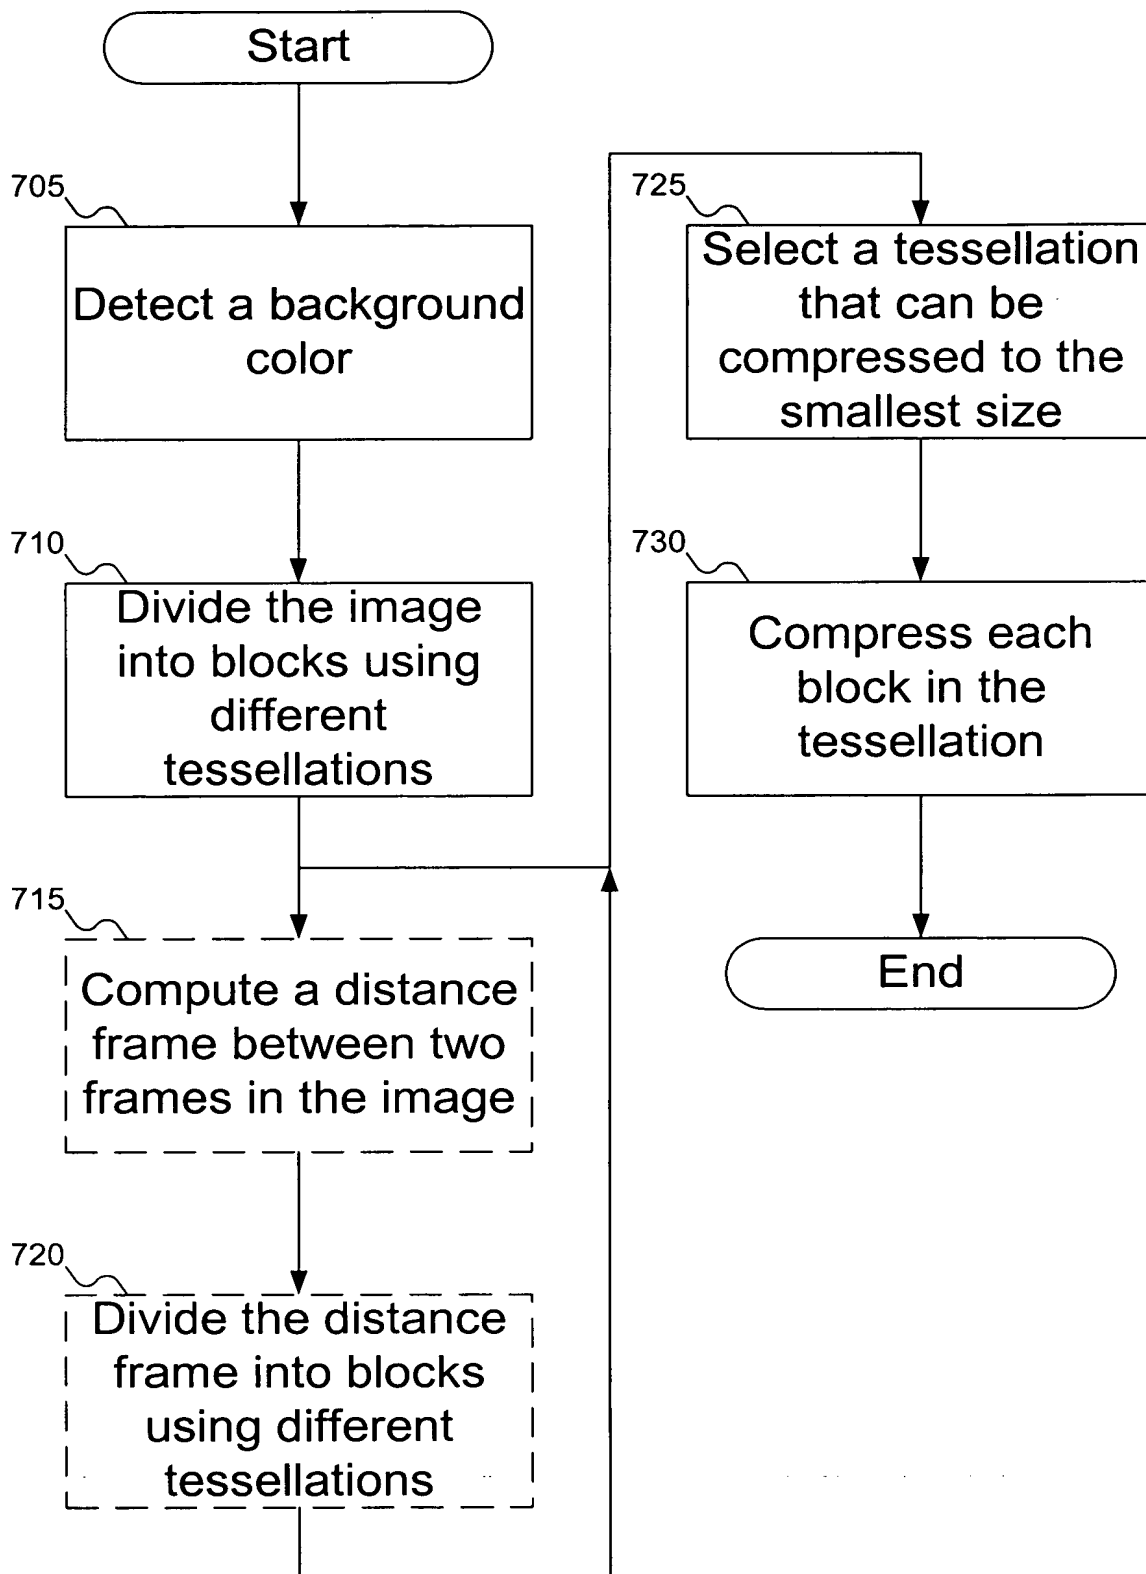 Start
705
Detect a background
color
710
Divide the image
into blocks using
different
tessellations
715
Compute a distance
frame between two
frames in the image
720
Divide the distance
frame into blocks
using different
tessellations
725
Select a tessellation
that can be
compressed to the
smallest size
730
Compress each
block in the
tessellation
End